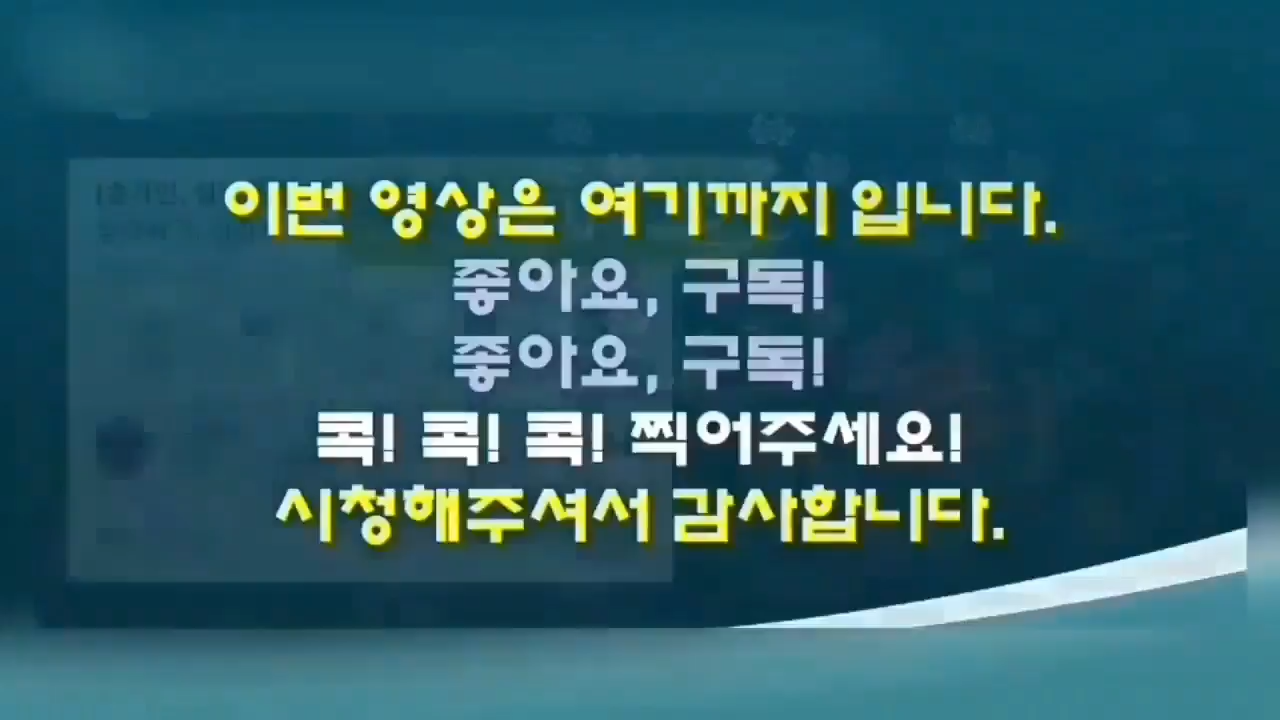 이번 영상은 여기까지 입니다.
좋아요, 구독!
좋아요, 구독!
콕! 콕! 콕! 찍어주세요!
시청해주셔서 감사합니다.